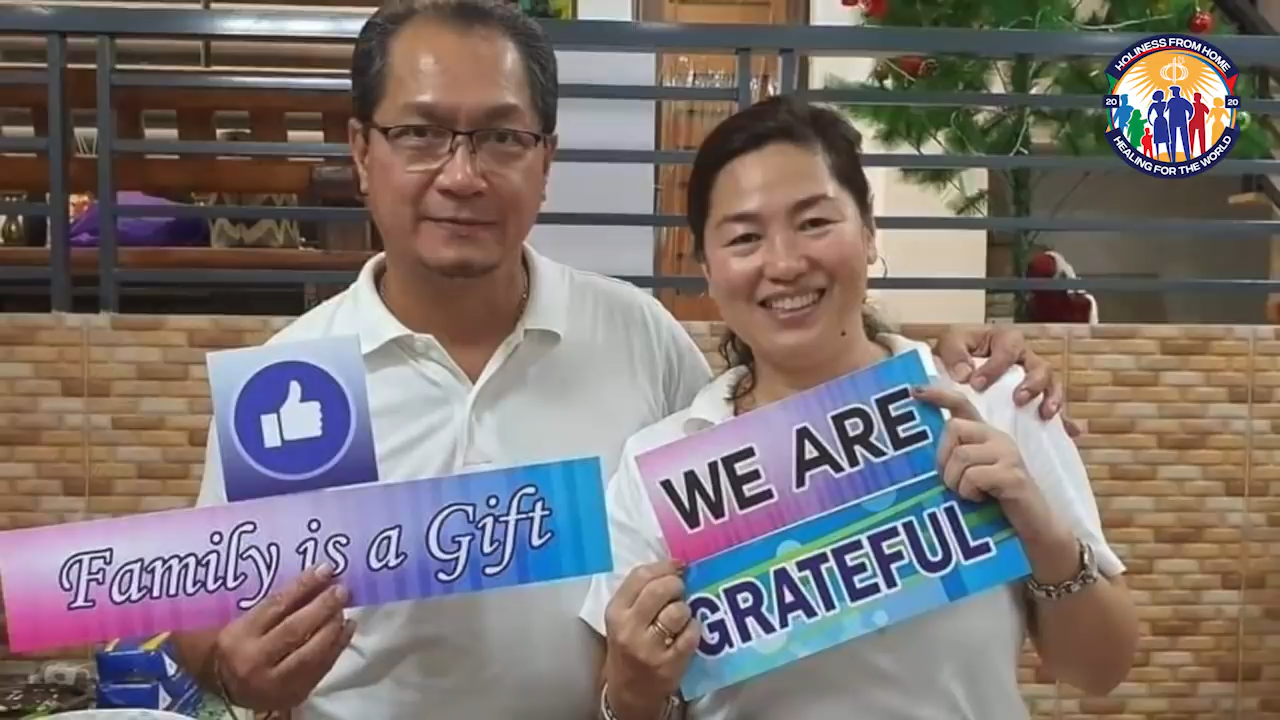 HOLINESS FROM HOME
20 20
HEALING FOR THE WORLD
Family is a Gift
WE ARE
GRATEFUL